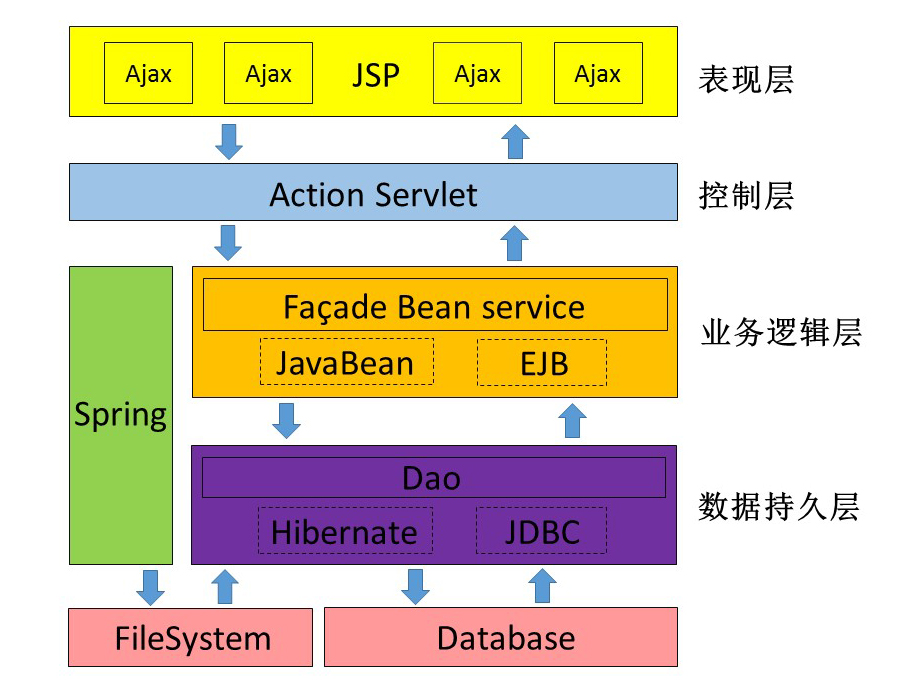 Ajax Ajax JSP Ajax Ajax 表现层
Action Servlet 控制层
Façade Bean service
JavaBean EJB
业务逻辑层
Spring
Dao
Hibernate JDBC
数据持久层
FileSystem Database